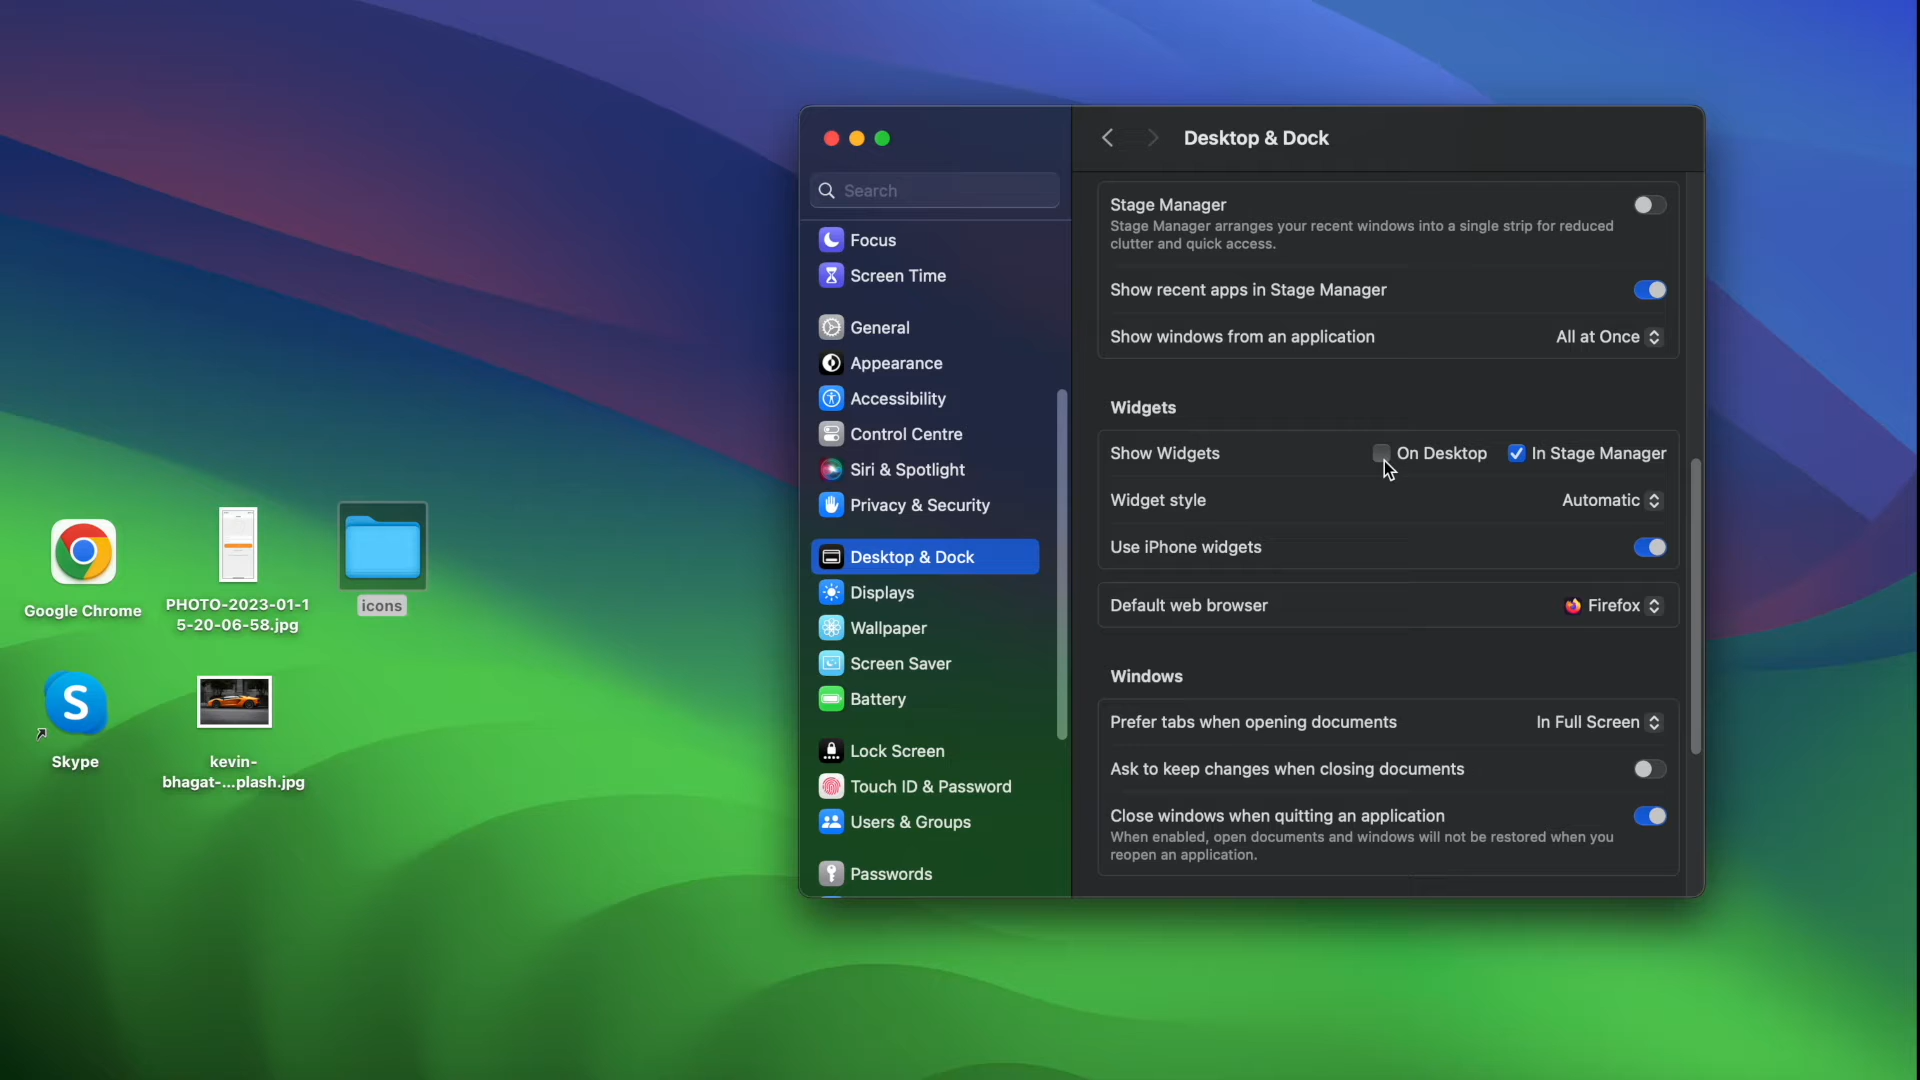 Desktop & Dock
Search
Focus
Screen Time
General
Appearance
Accessibility
Control Centre
Siri & Spotlight
Privacy & Security
Desktop & Dock
Displays
Wallpaper
Screen Saver
Battery
Lock Screen
Touch ID & Password
Users & Groups
Passwords
Stage Manager
Stage Manager arranges your recent windows into a single strip for reduced
clutter and quick access.
Show recent apps in Stage Manager
Show windows from an application All at Once
Widgets
Show Widgets On Desktop In Stage Manager
Widget style Automatic
Use iPhone widgets
Default web browser Firefox
Windows
Prefer tabs when opening documents In Full Screen
Ask to keep changes when closing documents
Close windows when quitting an application
When enabled, open documents and windows will not be restored when you
reopen an application.
Google Chrome
PHOTO-2023-01-1
5-20-06-58.jpg
icons
S
Skype
kevin-
bhagat-...plash.jpg